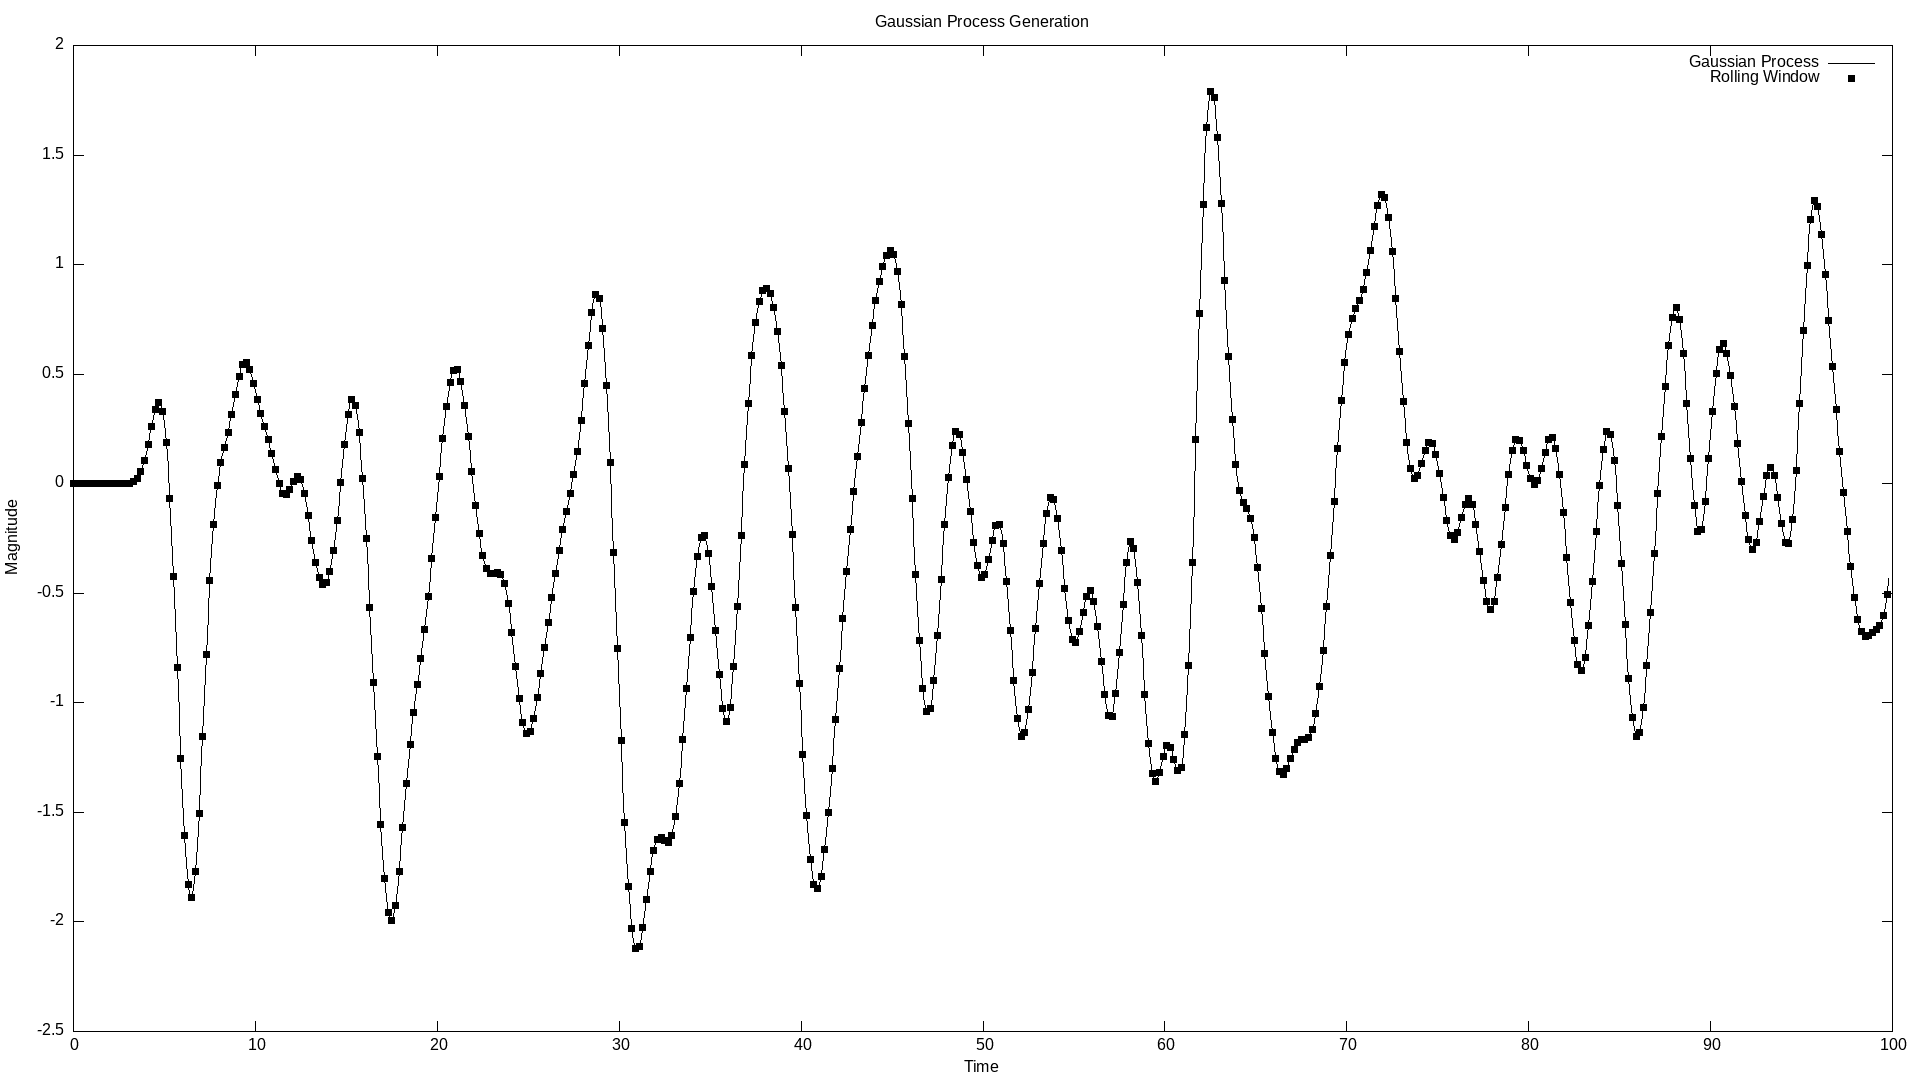 Gaussian Process Generation
2
1.5
1
0.5
0
-0.5
-1
-1.5
-2
-2.5
0 10 20 30 40 50 60 70 80 90 100
Magnitude
Time
Gaussian Process
Rolling Window